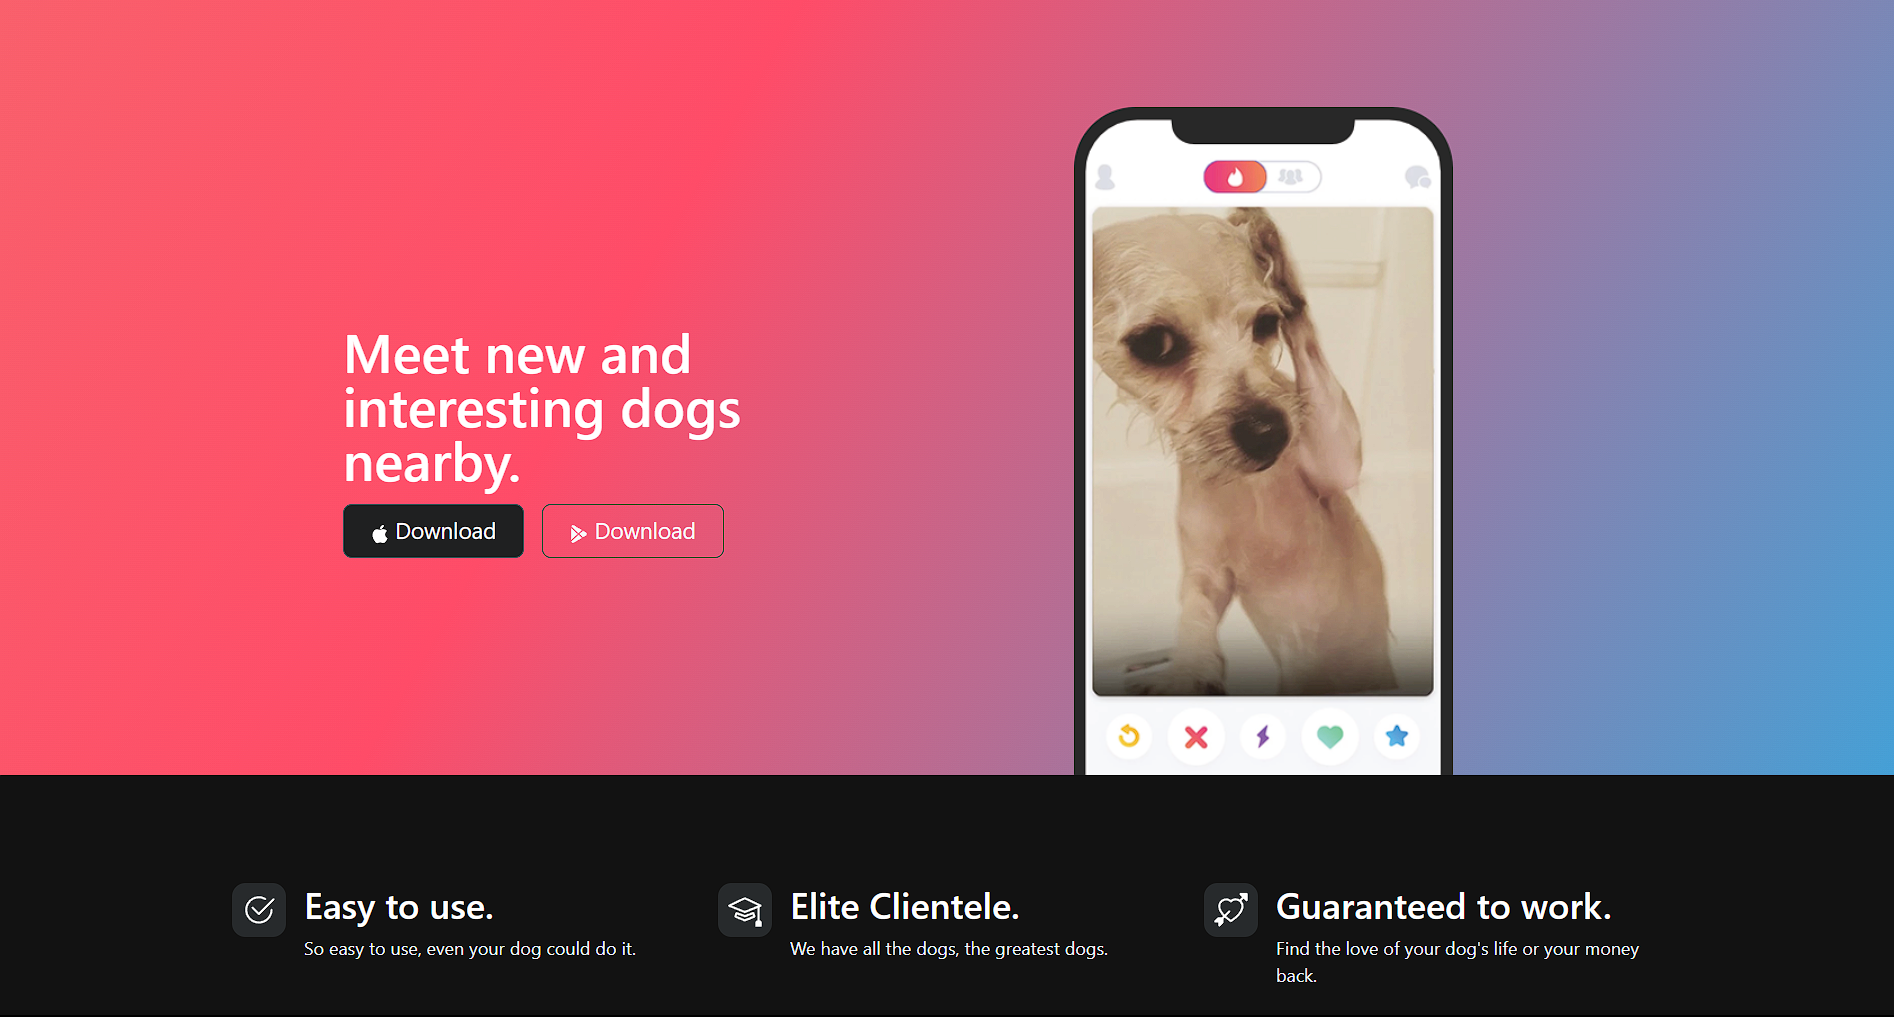 Meet new and
interesting dogs
nearby.
Download
Download
Easy to use.
So easy to use, even your dog could do it.
Elite Clientele.
We have all the dogs, the greatest dogs.
Guaranteed to work.
Find the love of your dog's life or your money
back.